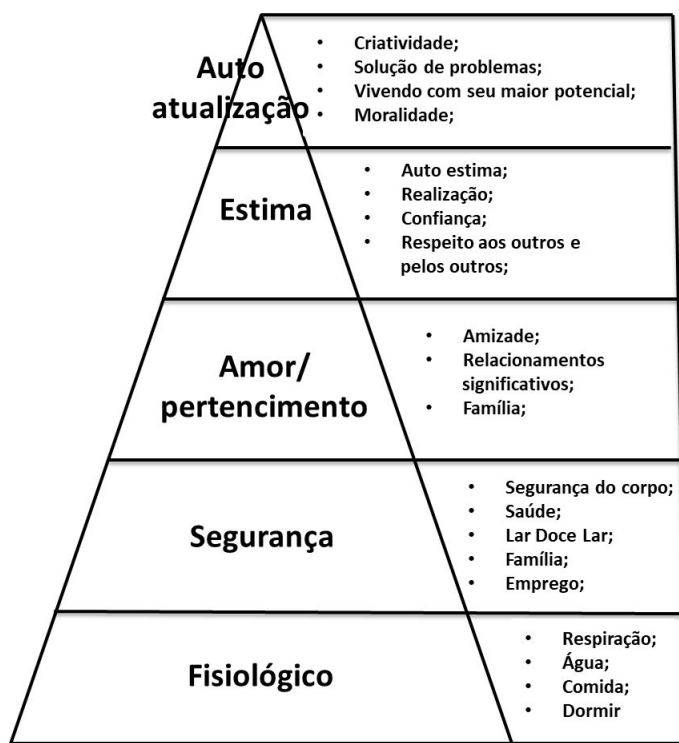 Auto
atualização
• Criatividade;
• Solução de problemas;
• Vivendo com seu maior potencial;
• Moralidade;
Estima
• Auto estima;
• Realização;
• Confiança;
• Respeito aos outros e
pelos outros;
Amor/
pertencimento
• Amizade;
• Relacionamentos
significativos;
• Família;
Segurança
• Segurança do corpo;
• Saúde;
• Lar Doce Lar;
• Família;
• Emprego;
Fisiológico
• Respiração;
• Água;
• Comida;
• Dormir